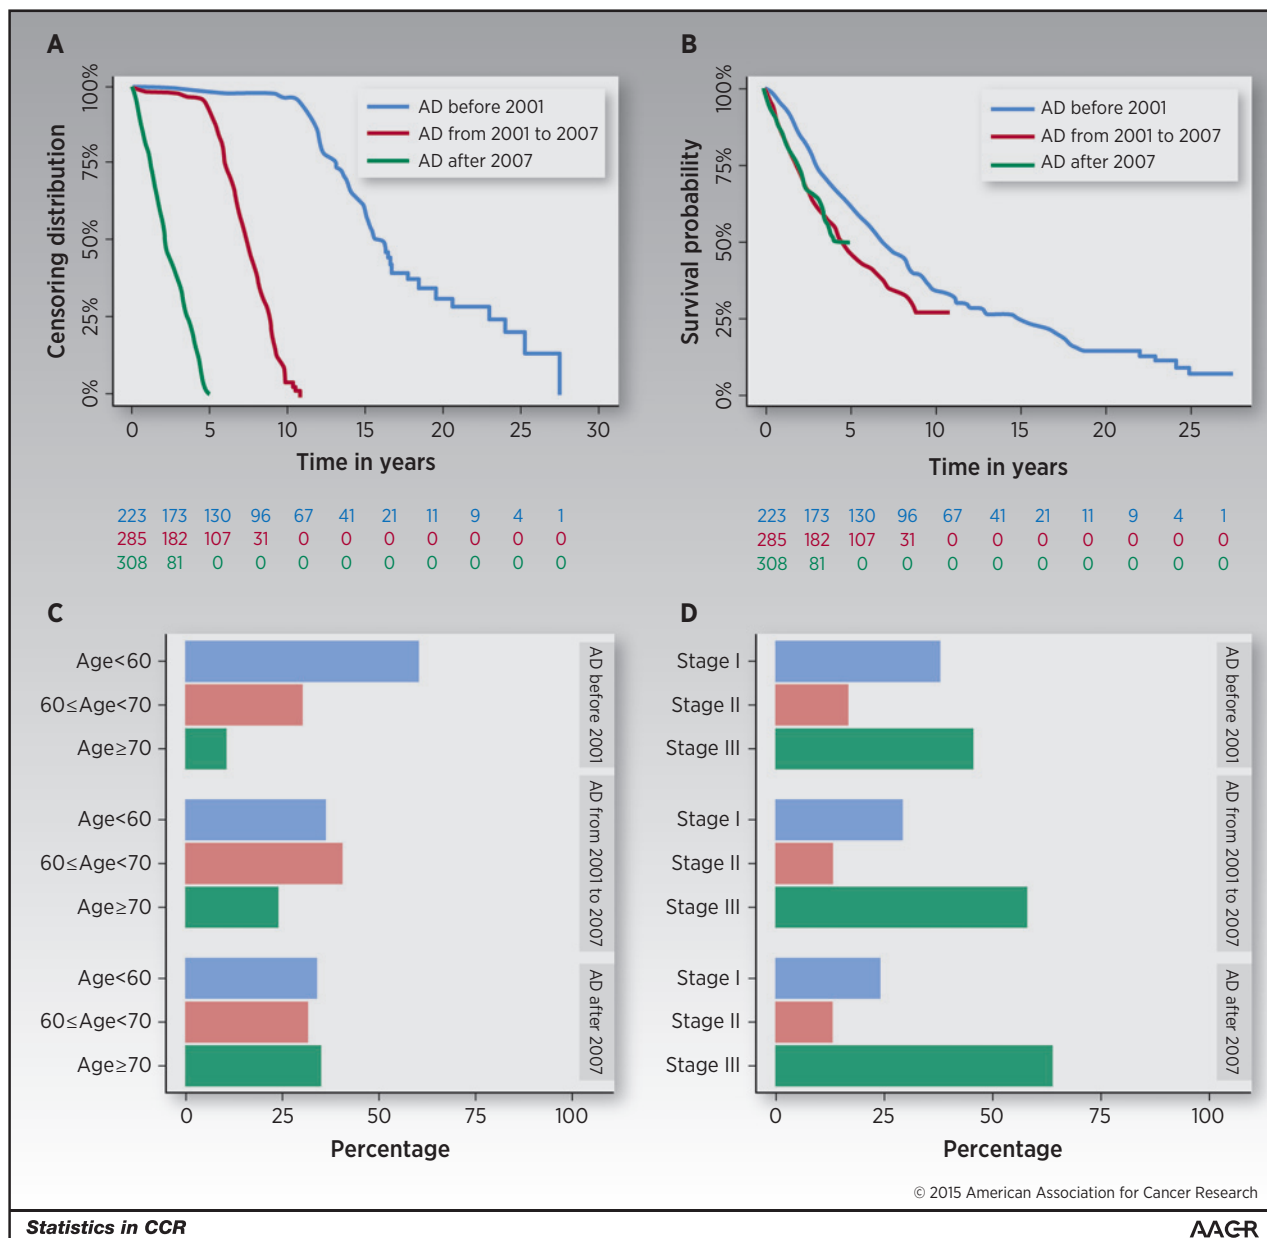 A
Censoring distribution
100%
75%
50%
25%
0%
AD before 2001
AD from 2001 to 2007
AD after 2007
0 5 10 15 20 25 30
Time in years
223 173 130 96 67 41 21 11 9 4 1
285 182 107 31 0 0 0 0 0 0 0
308 81 0 0 0 0 0 0 0 0 0
B
Survival probability
100%
75%
50%
25%
0%
AD before 2001
AD from 2001 to 2007
AD after 2007
0 5 10 15 20 25
Time in years
223 173 130 96 67 41 21 11 9 4 1
285 182 107 31 0 0 0 0 0 0 0
308 81 0 0 0 0 0 0 0 0 0
C
Age<60
60≤Age<70
Age≥70
AD before 2001
Age<60
60≤Age<70
Age≥70
AD from 2001 to 2007
Age<60
60≤Age<70
Age≥70
AD after 2007
0 25 50 75 100
Percentage
D
Stage I
Stage II
Stage III
AD before 2001
Stage I
Stage II
Stage III
AD from 2001 to 2007
Stage I
Stage II
Stage III
AD after 2007
0 25 50 75 100
Percentage
© 2015 American Association for Cancer Research
Statistics in CCR
AACR